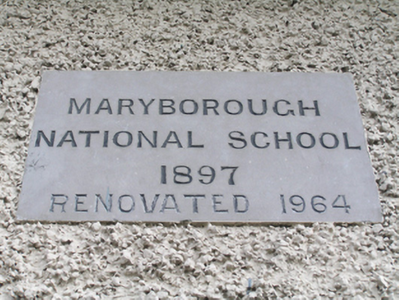 MARYBOROUGH
NATIONAL SCHOOL
1897
RENOVATED 1964